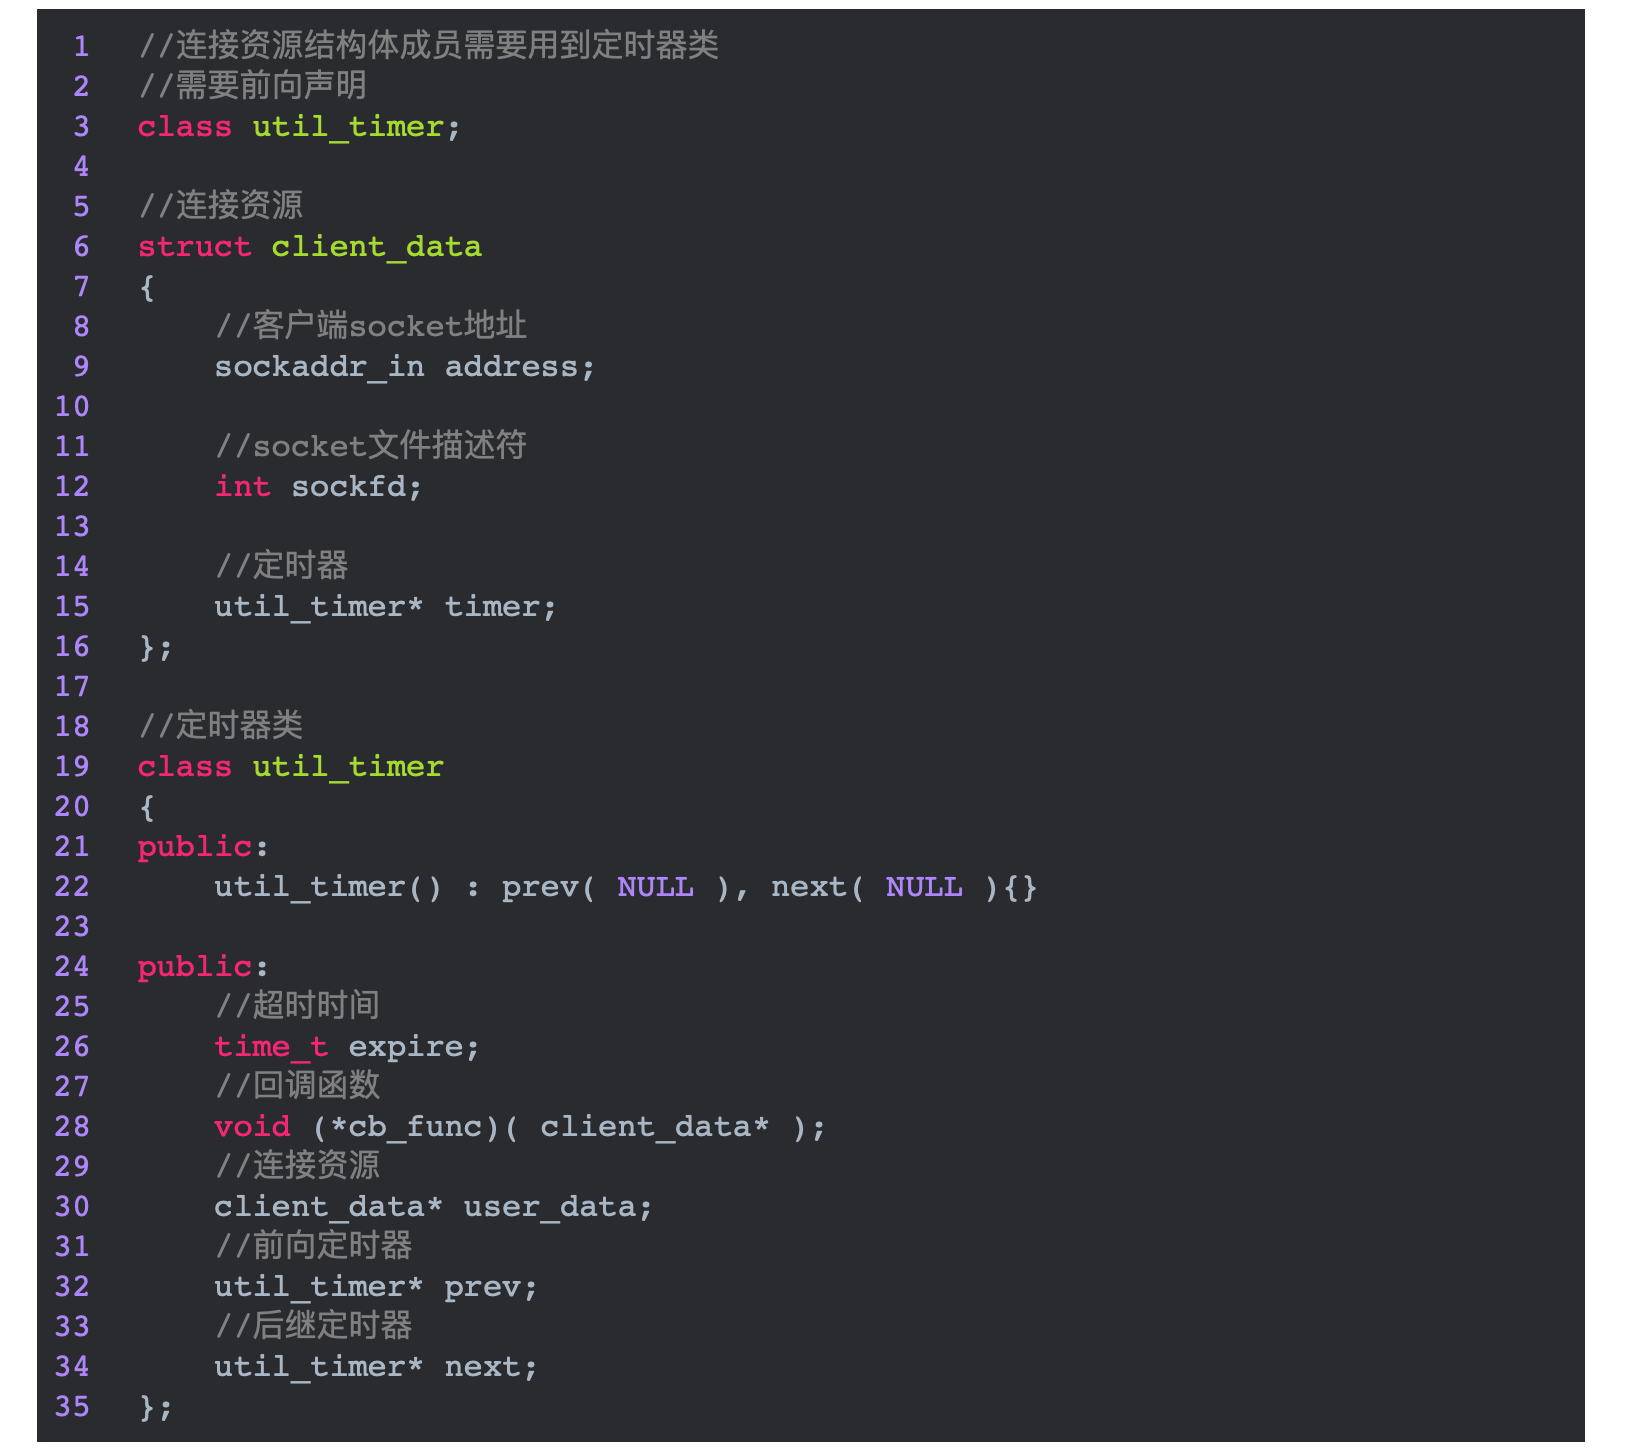 1 //连接资源结构体成员需要用到定时器类
2 //需要前向声明
3 class util_timer;
4
5 //连接资源
6 struct client_data
7 {
8     //客户端socket地址
9     sockaddr_in address;
10
11     //socket文件描述符
12     int sockfd;
13
14     //定时器
15     util_timer* timer;
16 };
17
18 //定时器类
19 class util_timer
20 {
21 public:
22     util_timer() : prev( NULL ), next( NULL ){}
23
24 public:
25     //超时时间
26     time_t expire;
27     //回调函数
28     void (*cb_func)( client_data* );
29     //连接资源
30     client_data* user_data;
31     //前向定时器
32     util_timer* prev;
33     //后继定时器
34     util_timer* next;
35 };